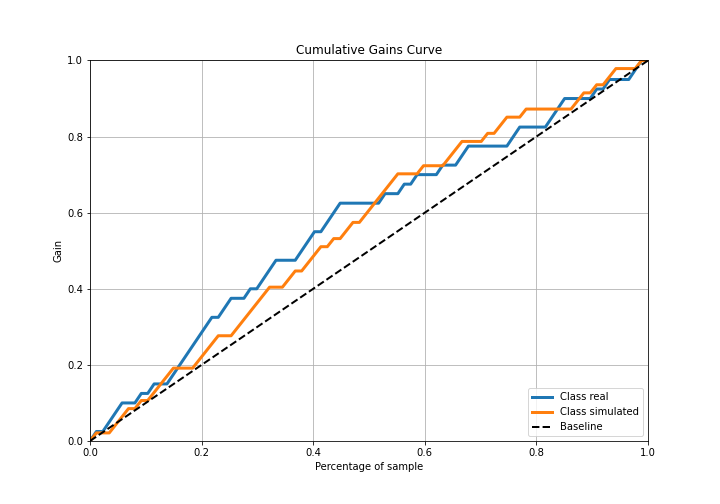 Cumulative Gains Curve
1.0
0.8
0.6
0.4
0.2
0.0
Gain
Class real
Class simulated
Baseline
0.0 0.2 0.4 0.6 0.8 1.0
Percentage of sample